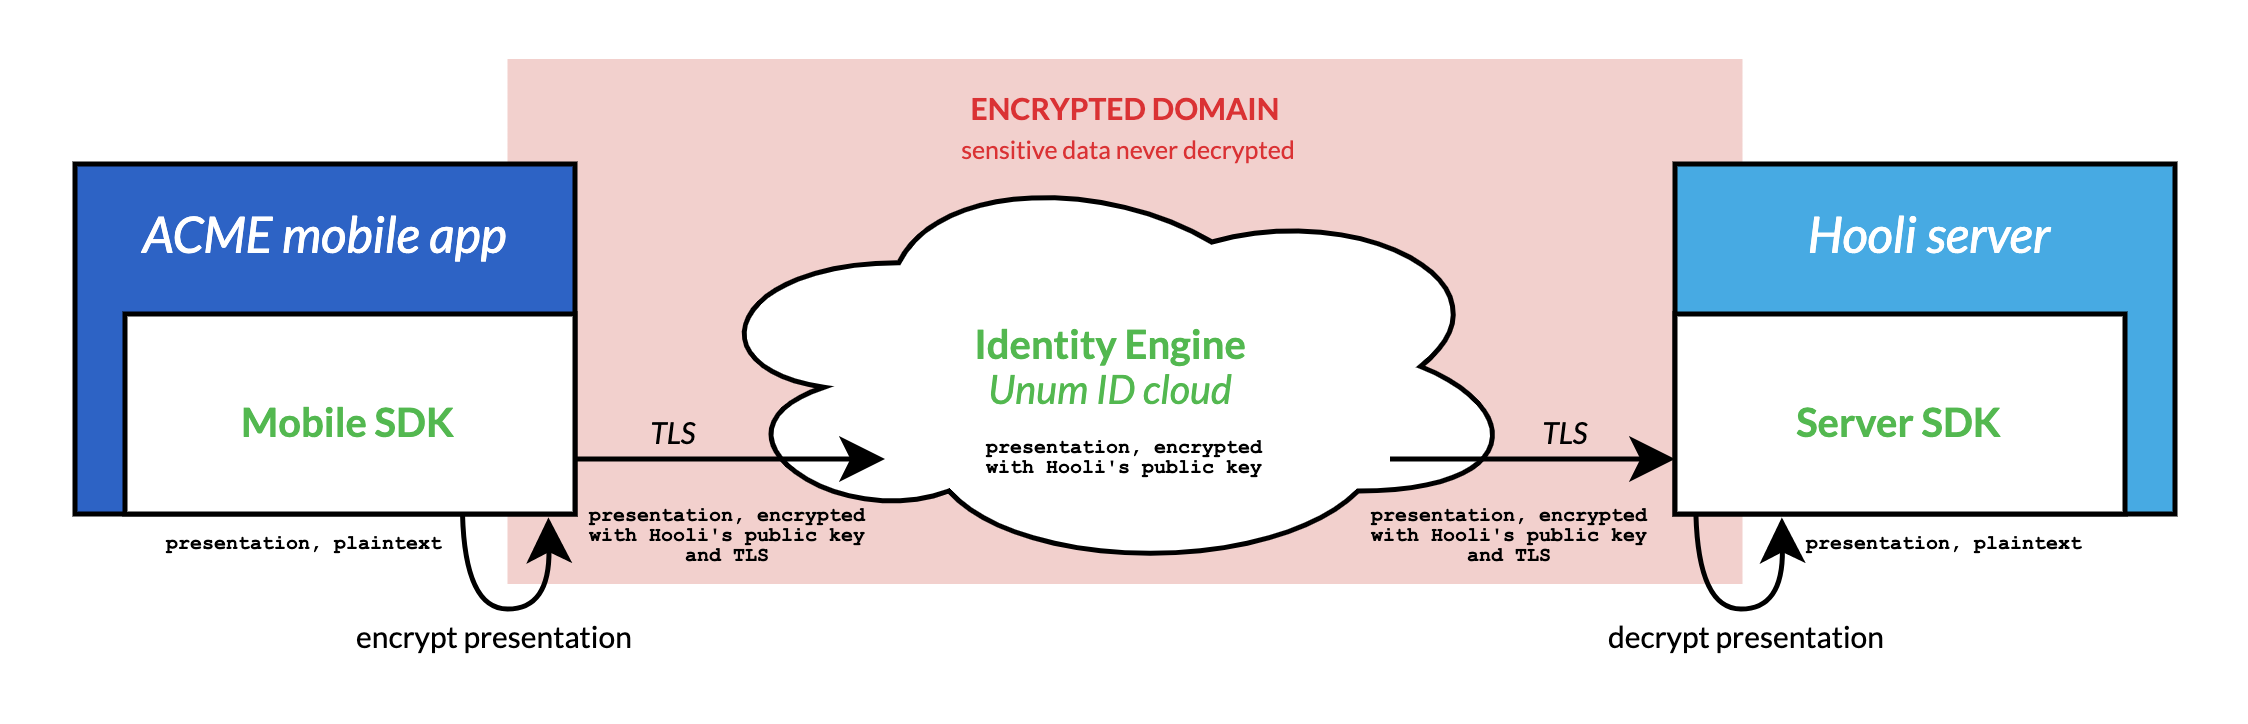 ENCRYPTED DOMAIN
sensitive data never decrypted
ACME mobile app
Mobile SDK
presentation, plaintext
encrypt presentation
TLS
presentation, encrypted
with Hooli's public key
and TLS
Identity Engine
Unum ID cloud
presentation, encrypted
with Hooli's public key
TLS
presentation, encrypted
with Hooli's public key
and TLS
Hooli server
Server SDK
presentation, plaintext
decrypt presentation